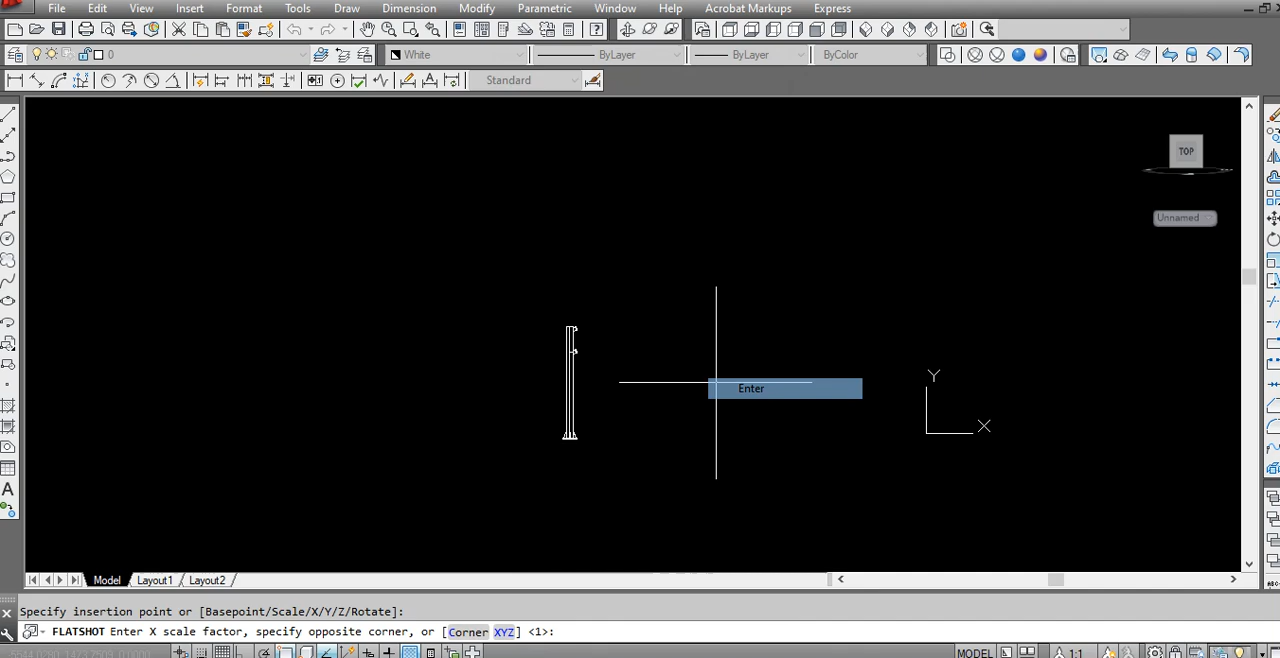 File Edit View Insert Format Tools Draw Dimension Modify Parametric Window Help Acrobat Markups Express
0 White ByLayer ByLayer ByColor
Standard
TOP
Unnamed
Y
Enter
X
A
Model Layout1 Layout2
Specify insertion point or [Basepoint/Scale/X/Y/Z/Rotate]:
FLATSHOT Enter X scale factor, specify opposite corner, or [Corner XYZ] <1>:
MODEL 1:1